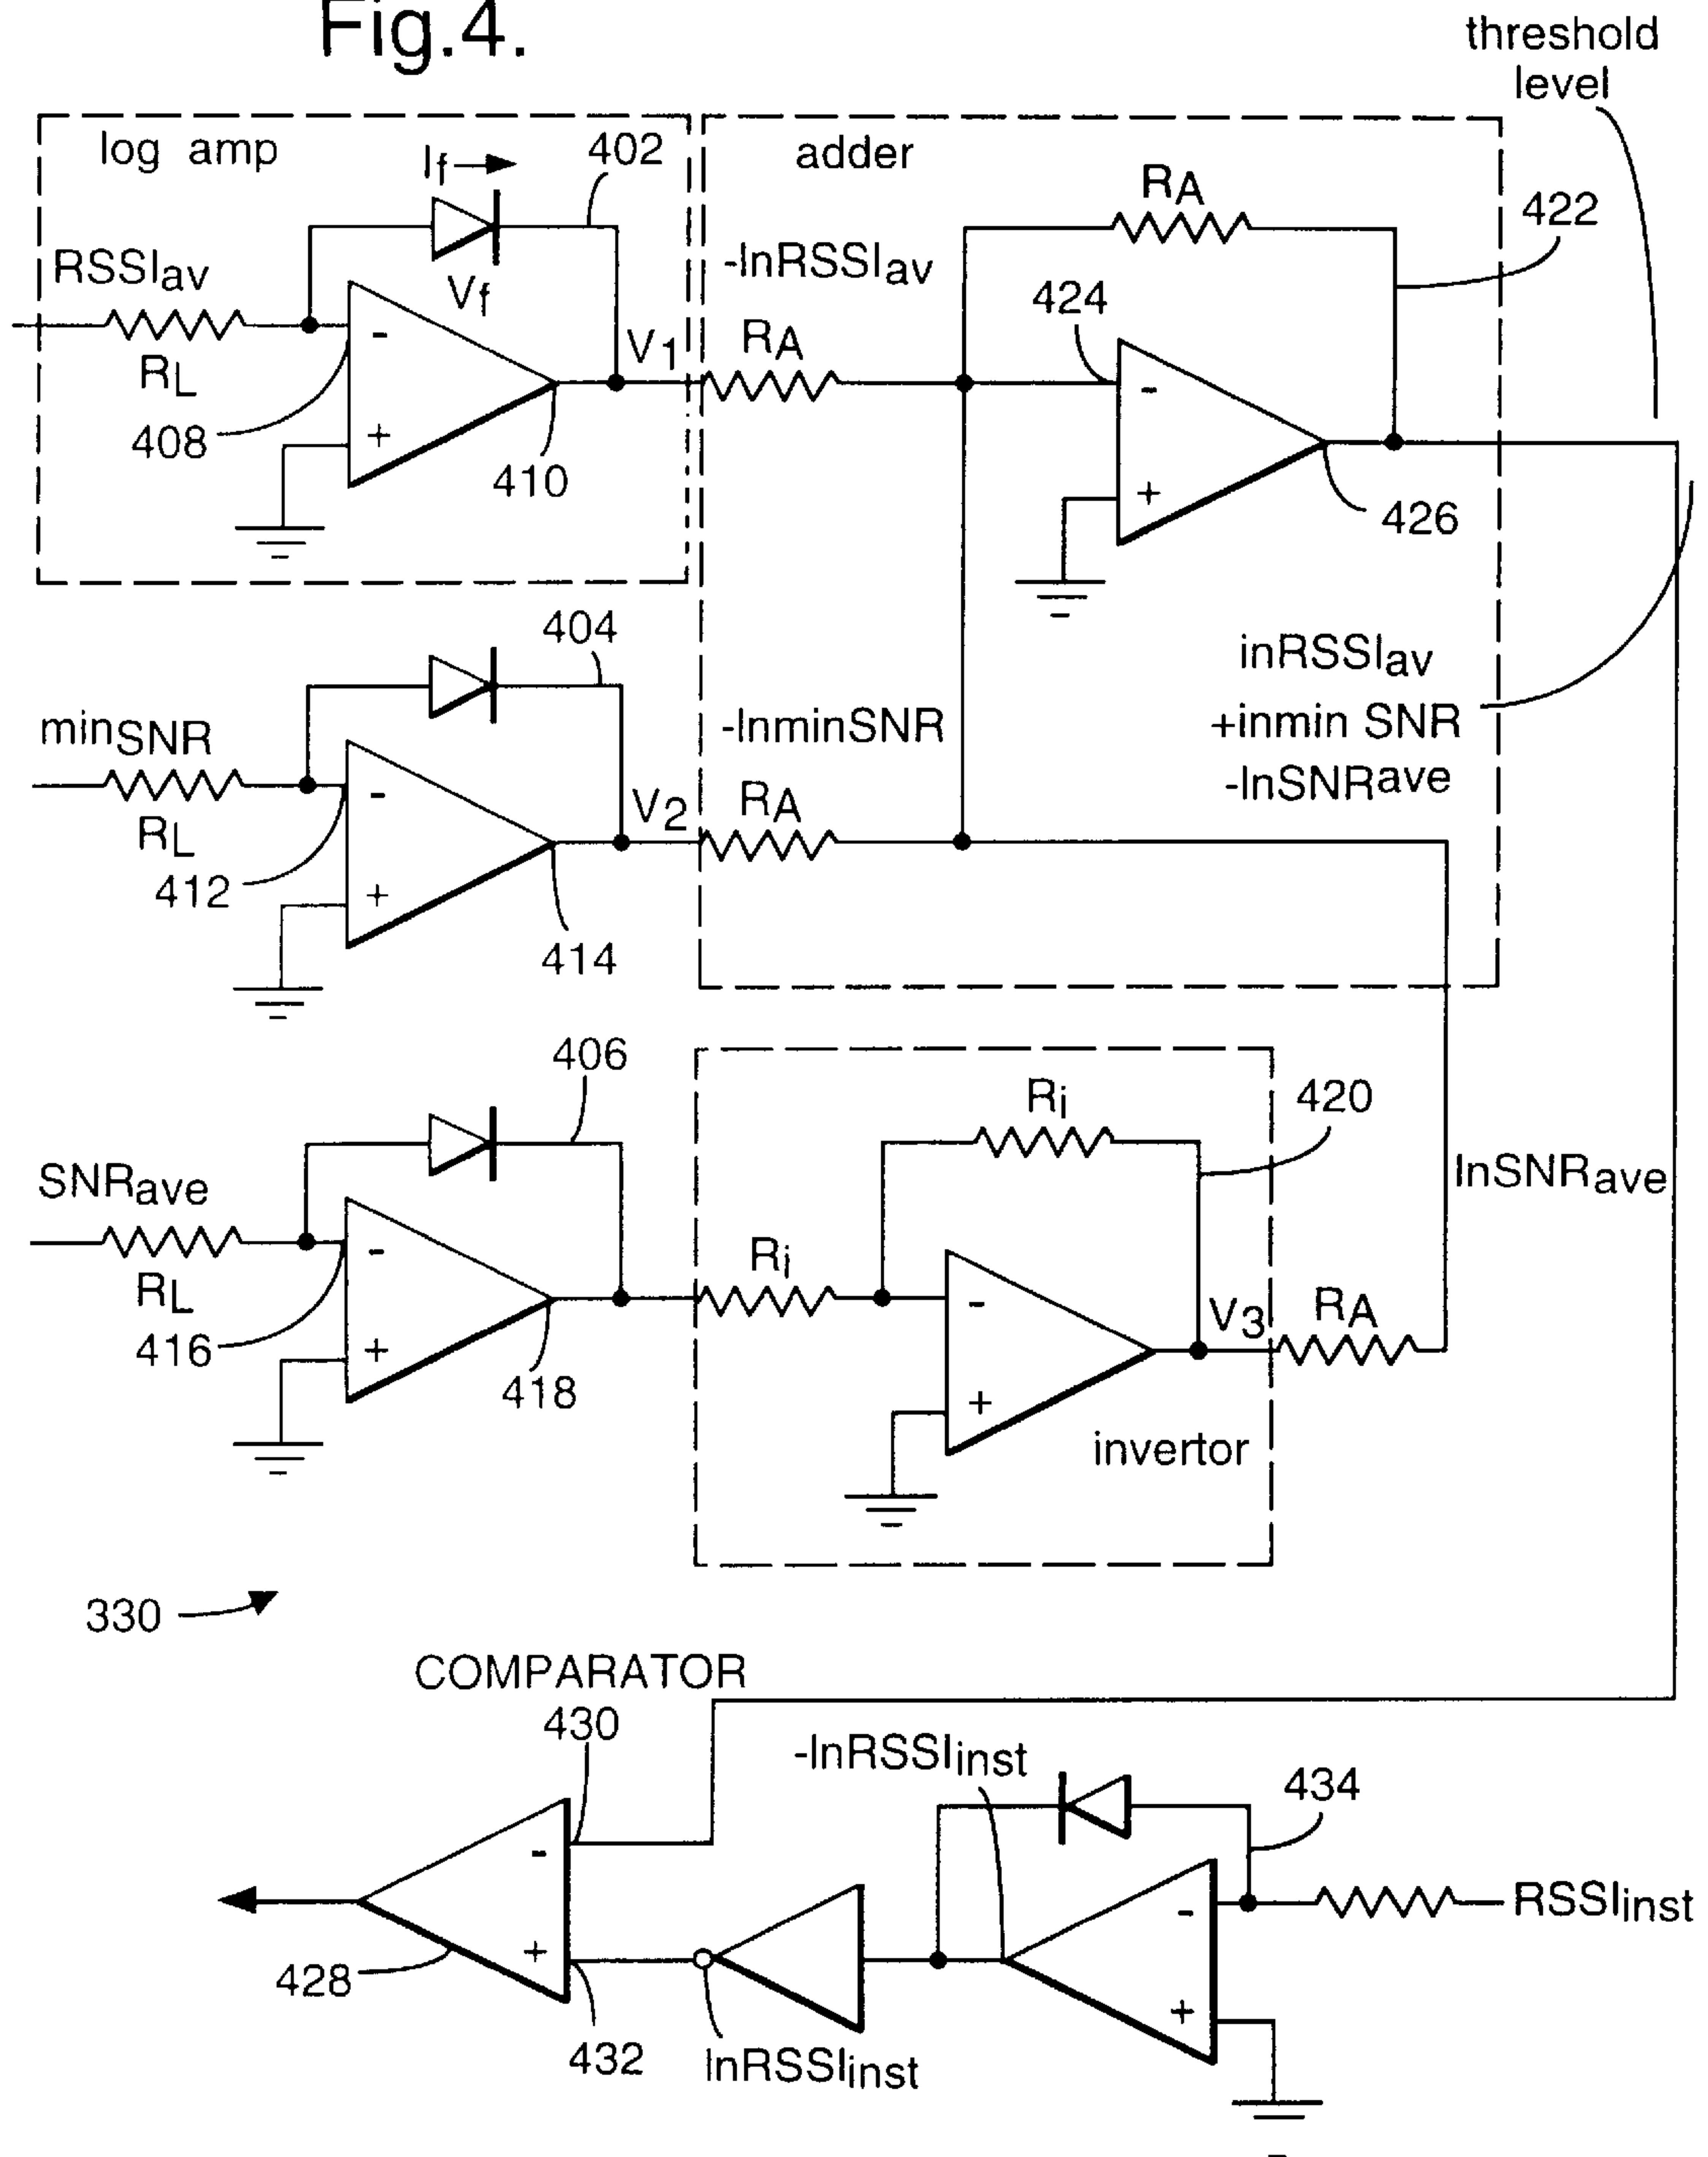 Fig.4.
threshold
level
log amp
If
402
adder
RA
422
RSSIav
Vf
-lnRSSIav
424
RL
V1
RA
-
+
408
410
-
+
426
404
inRSSIav
+inmin SNR
-lnSNRave
minSNR
-lnminSNR
RL
V2
RA
-
+
412
414
406
Ri
420
SNRave
lnSNRave
RL
Ri
V3
RA
-
+
416
418
-
+
invertor
330
COMPARATOR
430
-lnRSSIinst
434
-
+
428
432
lnRSSIinst
-
+
RSSIinst